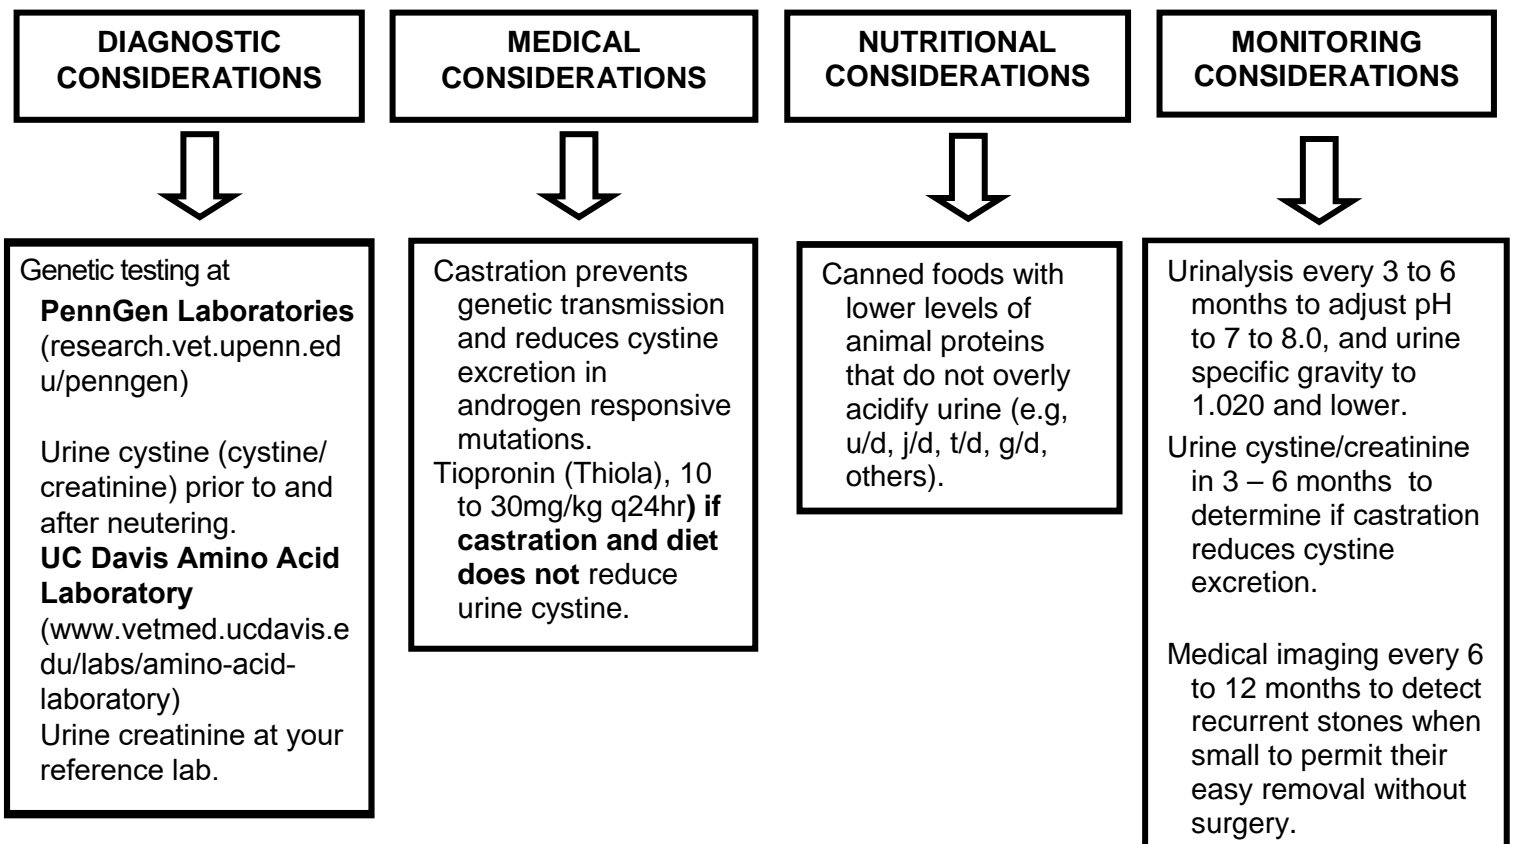 DIAGNOSTIC
CONSIDERATIONS
MEDICAL
CONSIDERATIONS
NUTRITIONAL
CONSIDERATIONS
MONITORING
CONSIDERATIONS
Genetic testing at
PennGen Laboratories
(research.vet.upenn.ed
u/penngen)
Urine cystine (cystine/
creatinine) prior to and
after neutering.
UC Davis Amino Acid
Laboratory
(www.vetmed.ucdavis.e
du/labs/amino-acid-
laboratory)
Urine creatinine at your
reference lab.
Castration prevents
genetic transmission
and reduces cystine
excretion in
androgen responsive
mutations.
Tiopronin (Thiola), 10
to 30mg/kg q24hr) if
castration and diet
does not reduce
urine cystine.
Canned foods with
lower levels of
animal proteins
that do not overly
acidify urine (e.g,
u/d, j/d, t/d, g/d,
others).
Urinalysis every 3 to 6
months to adjust pH
to 7 to 8.0, and urine
specific gravity to
1.020 and lower.
Urine cystine/creatinine
in 3 – 6 months to
determine if castration
reduces cystine
excretion.
Medical imaging every 6
to 12 months to detect
recurrent stones when
small to permit their
easy removal without
surgery.